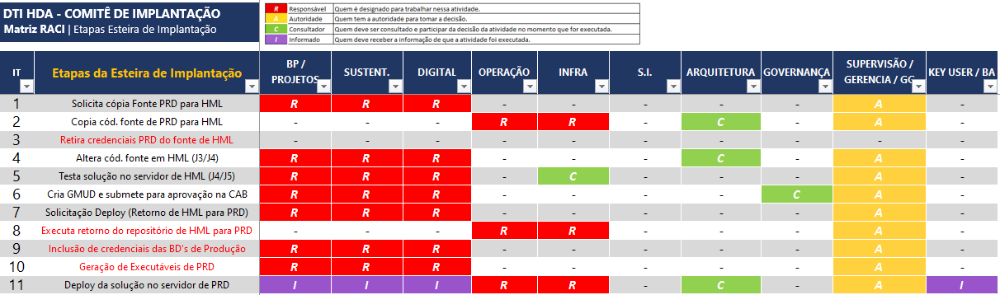 DTI HDA - COMITÊ DE IMPLANTAÇÃO
Matriz RACI | Etapas Esteira de Implantação
R Responsável Quem é designado para trabalhar nessa atividade.
A Autoridade Quem tem a autoridade para tomar a decisão.
C Consultador Quem deve ser consultado e participar da decisão da atividade no momento que for executada.
I Informado Quem deve receber a informação de que a atividade foi executada.
IT Etapas da Esteira de Implantação BP / PROJETOS SUSTENT. DIGITAL OPERAÇÃO INFRA S.I. ARQUITETURA GOVERNANÇA SUPERVISÃO / GERENCIA / GG KEY USER / BA
1 Solicita cópia Fonte PRD para HML R R R - - - - - A -
2 Copia cód. fonte de PRD para HML - - - R R - C - A -
3 Retira credenciais PRD do fonte de HML - - - - - - - - - -
4 Altera cód. fonte em HML (J3/J4) R R R - - - C - A -
5 Testa solução no servidor de HML (J4/J5) R R R - C - - - A -
6 Cria GMUD e submete para aprovação na CAB R R R - - - - C A -
7 Solicitação Deploy (Retorno de HML para PRD) R R R - - - - - A -
8 Executa retorno do repositório de HML para PRD - - - R R - - - A -
9 Inclusão de credenciais das BD's de Produção R R R - - - - - A -
10 Geração de Executáveis de PRD R R R - - - - - A -
11 Deploy da solução no servidor de PRD I I I R R - C - A I